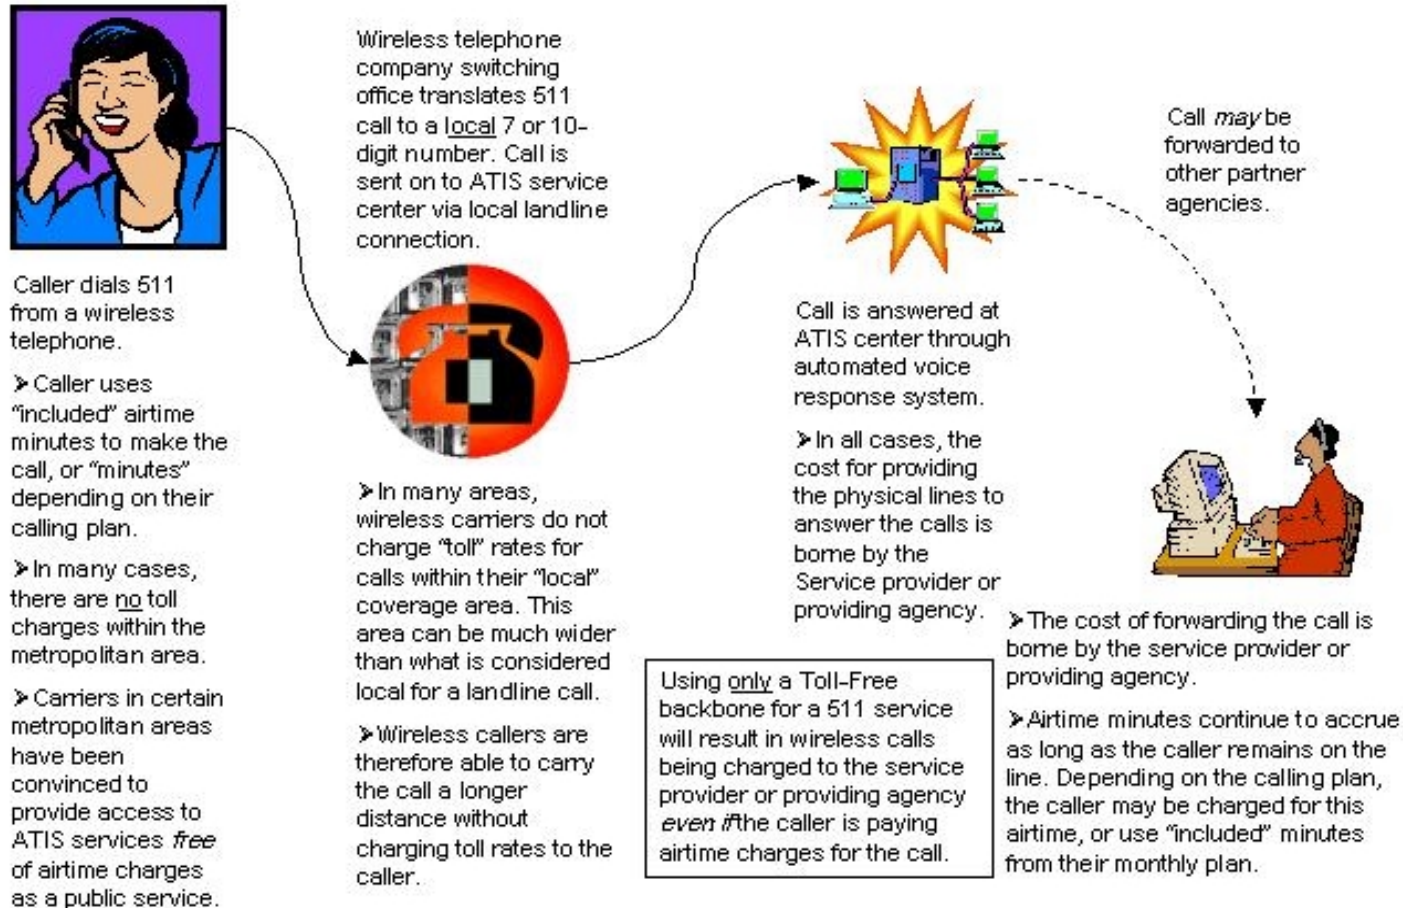 Caller dials 511
from a wireless
telephone.
➤Caller uses
"included" airtime
minutes to make the
call, or "minutes"
depending on their
calling plan.
➤In many cases,
there are no toll
charges within the
metropolitan area.
➤Carriers in certain
metropolitan areas
have been
convinced to
provide access to
ATIS services free
of airtime charges
as a public service.
Wireless telephone
company switching
office translates 511
call to a local 7 or 10-
digit number. Call is
sent on to ATIS service
center via local landline
connection.
➤In many areas,
wireless carriers do not
charge "toll" rates for
calls within their "local"
coverage area. This
area can be much wider
than what is considered
local for a landline call.
➤Wireless callers are
therefore able to carry
the call a longer
distance without
charging toll rates to the
caller.
Call is answered at
ATIS center through
automated voice
response system.
➤In all cases, the
cost for providing
the physical lines to
answer the calls is
borne by the
Service provider or
providing agency.
Using only a Toll-Free
backbone for a 511 service
will result in wireless calls
being charged to the service
provider or providing agency
even if the caller is paying
airtime charges for the call.
Call may be
forwarded to
other partner
agencies.
➤The cost of forwarding the call is
borne by the service provider or
providing agency.
➤Airtime minutes continue to accrue
as long as the caller remains on the
line. Depending on the calling plan,
the caller may be charged for this
airtime, or use "included" minutes
from their monthly plan.